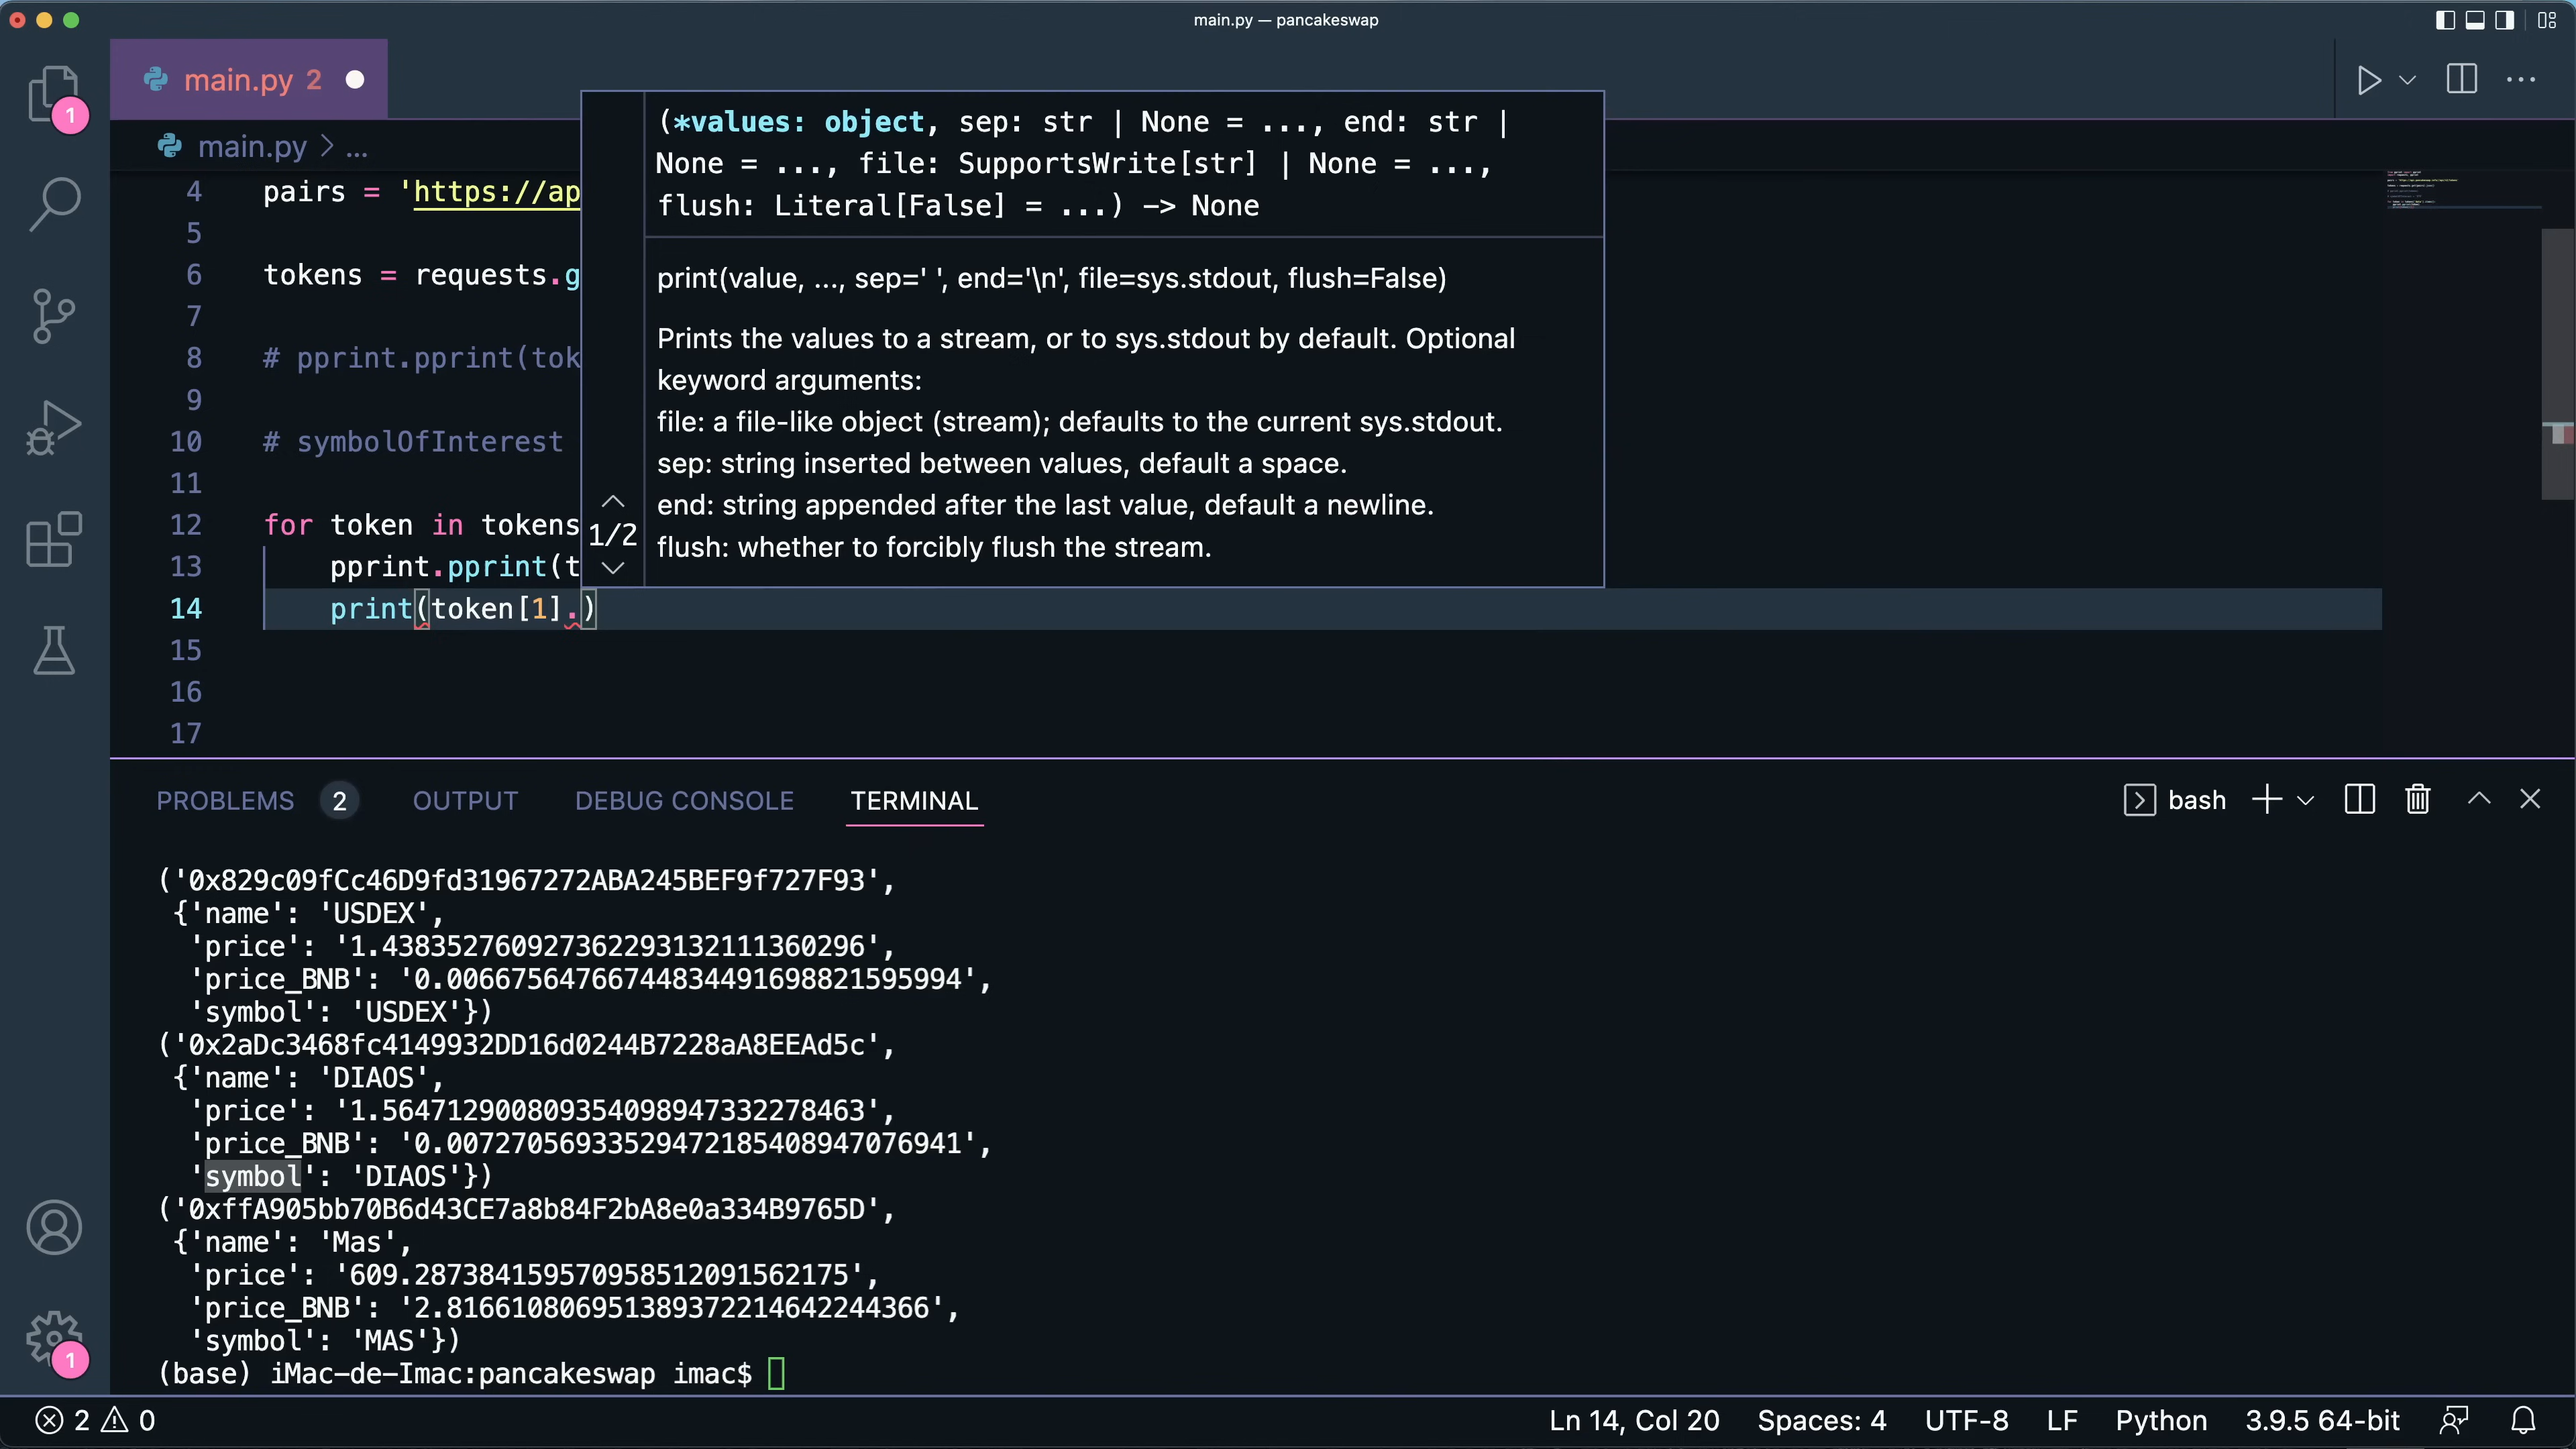 main.py — pancakeswap
main.py 2
1
main.py > ...
(*values: object, sep: str | None = ..., end: str |
None = ..., file: SupportsWrite[str] | None = ...,
flush: Literal[False] = ...) -> None
print(value, ..., sep=' ', end='\n', file=sys.stdout, flush=False)
Prints the values to a stream, or to sys.stdout by default. Optional
keyword arguments:
file: a file-like object (stream); defaults to the current sys.stdout.
sep: string inserted between values, default a space.
end: string appended after the last value, default a newline.
flush: whether to forcibly flush the stream.
1/2
4 pairs = 'https://ap
5
6 tokens = requests.g
7
8 # pprint.pprint(tok
9
10 # symbolOfInterest
11
12 for token in tokens
13 pprint.pprint(t
14 print(token[1].)
15
16
17
PROBLEMS 2 OUTPUT DEBUG CONSOLE TERMINAL bash
('0x829c09fCc46D9fd31967272ABA245BEF9f727F93',
{'name': 'USDEX',
'price': '1.438352760927362293132111360296',
'price_BNB': '0.006675647667448344916988215959​94',
'symbol': 'USDEX'})
('0x2aDc3468fc4149932DD16d0244B7228aA8EEAd5c',
{'name': 'DIAOS',
'price': '1.564712900809354098947332278463',
'price_BNB': '0.00727056933529472185408947076941',
'symbol': 'DIAOS'})
('0xffA905bb70B6d43CE7a8b84F2bA8e0a334B9765D',
{'name': 'Mas',
'price': '609.2873841595709585120​91562175',
'price_BNB': '2.816610806951389372214642244366',
'symbol': 'MAS'})
(base) iMac-de-Imac:pancakeswap imac$
1
2 0 Ln 14, Col 20 Spaces: 4 UTF-8 LF Python 3.9.5 64-bit